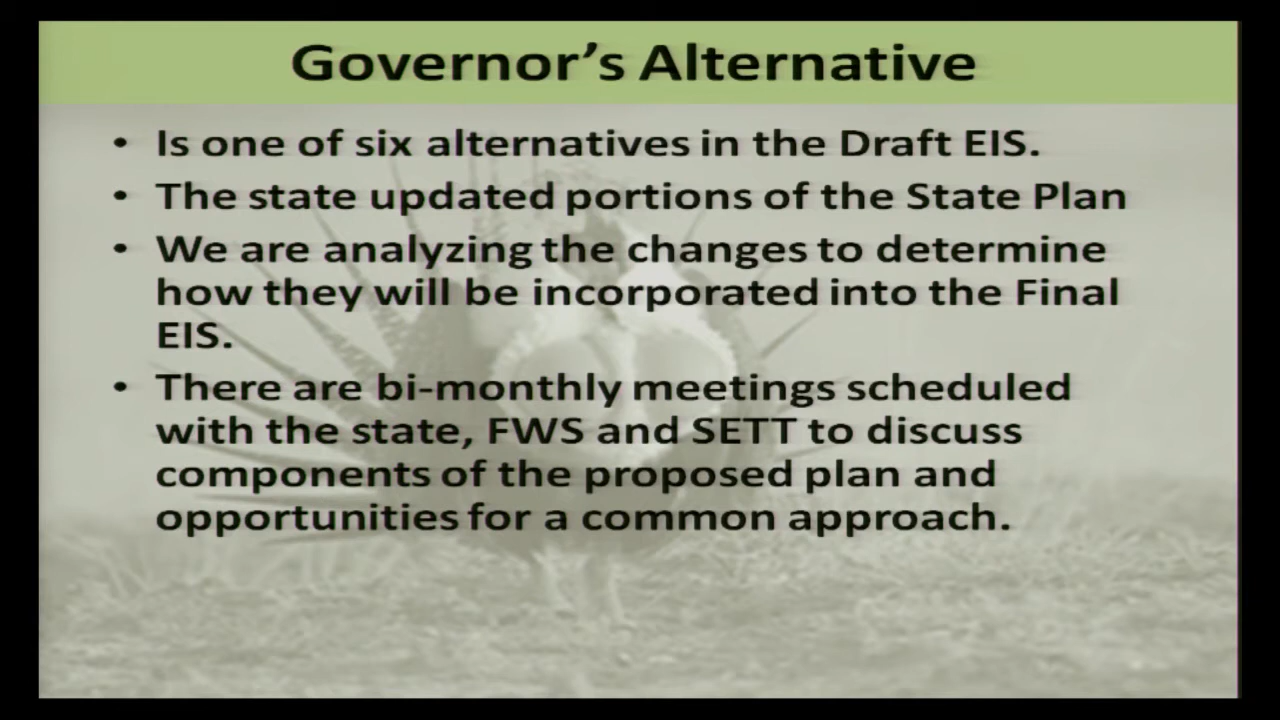 Governor's Alternative
• Is one of six alternatives in the Draft EIS.
• The state updated portions of the State Plan
• We are analyzing the changes to determine
how they will be incorporated into the Final
EIS.
• There are bi-monthly meetings scheduled
with the state, FWS and SETT to discuss
components of the proposed plan and
opportunities for a common approach.